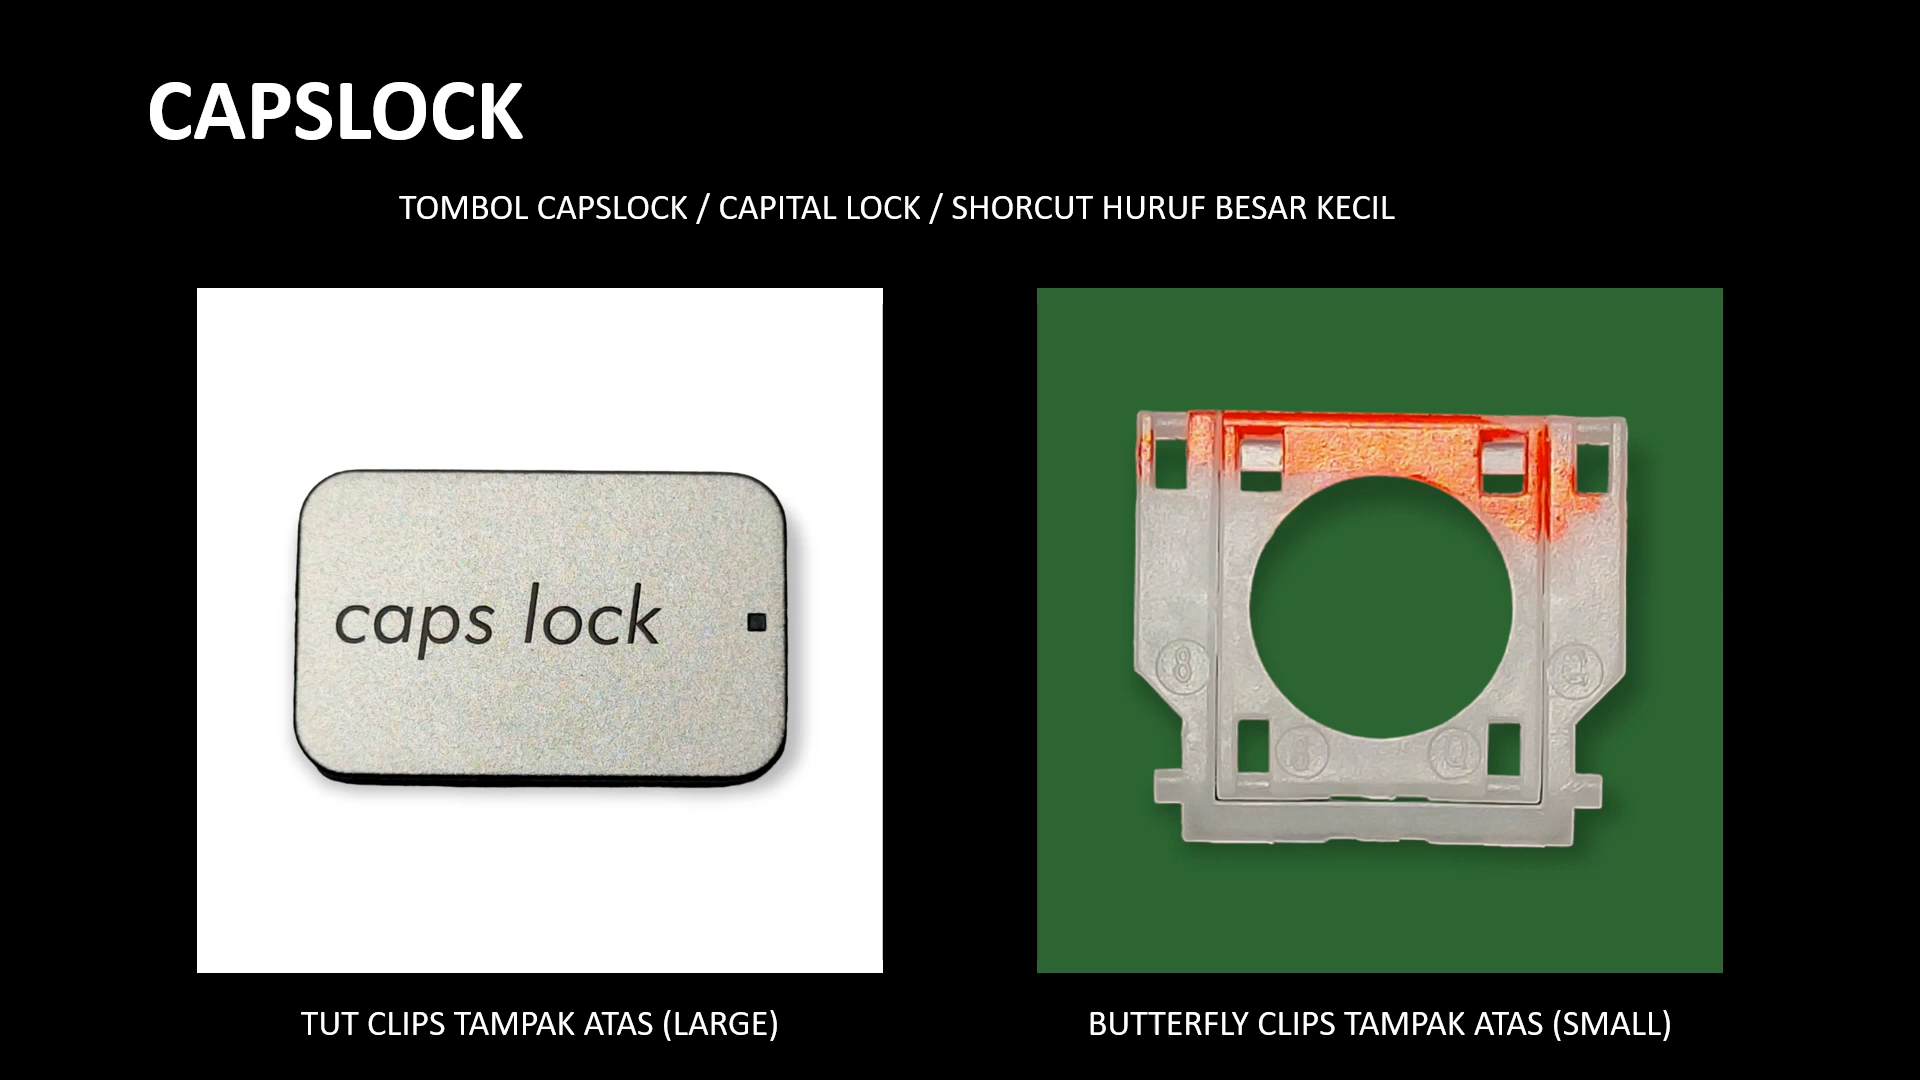 CAPSLOCK
TOMBOL CAPSLOCK / CAPITAL LOCK / SHORCUT HURUF BESAR KECIL
caps lock
TUT CLIPS TAMPAK ATAS (LARGE)
BUTTERFLY CLIPS TAMPAK ATAS (SMALL)